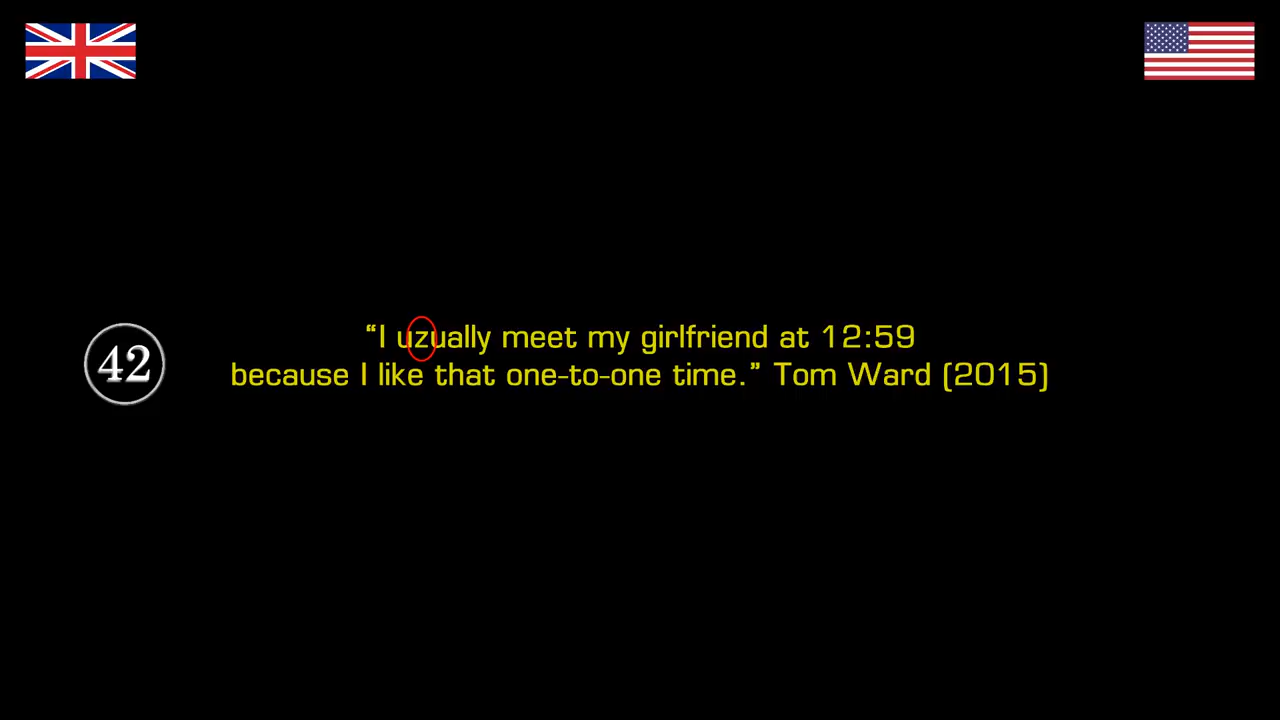 “I uzually meet my girlfriend at 12:59
42
because I like that one-to-one time.” Tom Ward (2015)